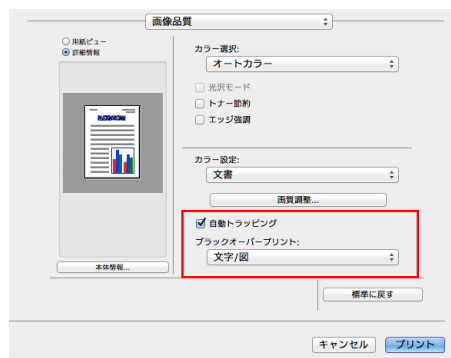 画像品質
用紙ビュー
詳細情報
カラー選択:
オートカラー
光沢モード
トナー節約
エッジ強調
カラー設定:
文書
画質調整...
自動トラッピング
ブラックオーバープリント:
文字/図
本体情報...
標準に戻す
キャンセル
プリント